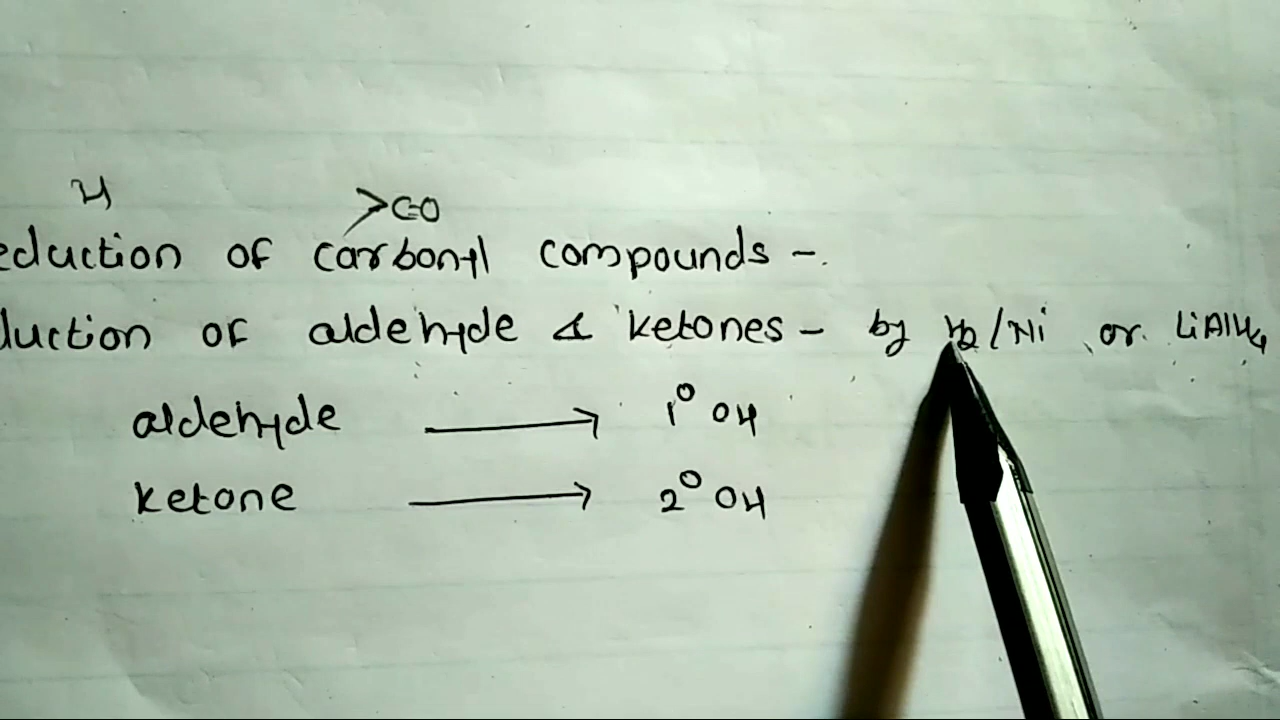 H >C=O
eduction of carbonyl compounds -.
duction of aldehyde & ketones - by H2/Ni or LiAlH4
aldehyde ⟶ 1° OH
ketone ⟶ 2° OH